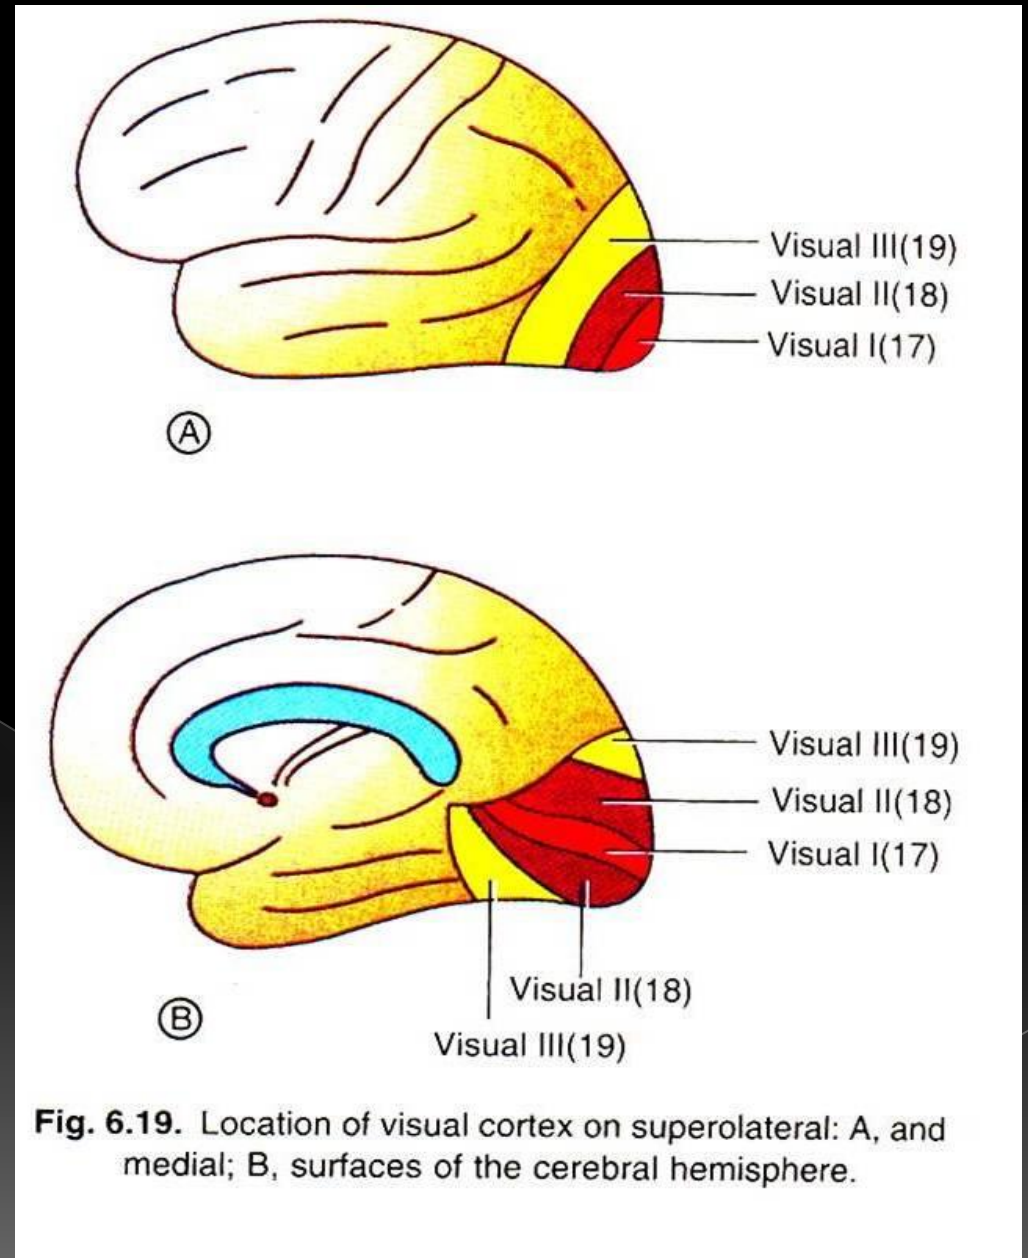 Visual III(19)
Visual II(18)
Visual I(17)
A
Visual III(19)
Visual II(18)
Visual I(17)
Visual II(18)
B
Visual III(19)
Fig. 6.19. Location of visual cortex on superolateral: A, and
medial; B, surfaces of the cerebral hemisphere.